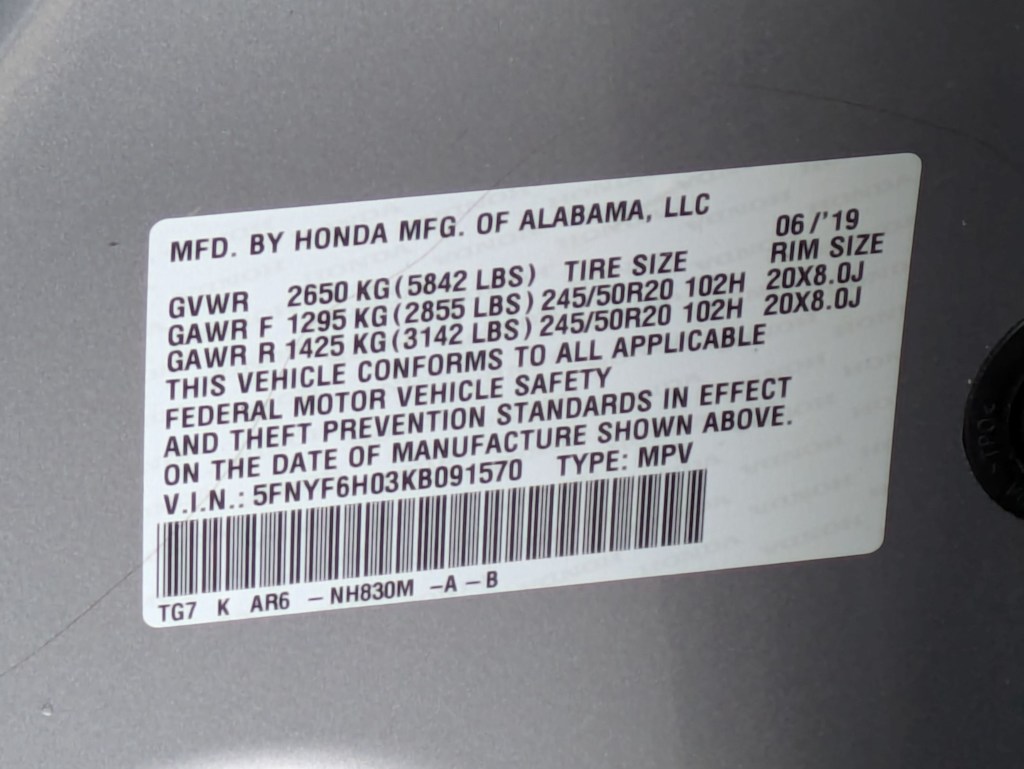 MFD. BY HONDA MFG. OF ALABAMA, LLC 06/'19
GVWR 2650 KG (5842 LBS) TIRE SIZE RIM SIZE
GAWR F 1295 KG (2855 LBS) 245/50R20 102H 20X8.0J
GAWR R 1425 KG (3142 LBS) 245/50R20 102H 20X8.0J
THIS VEHICLE CONFORMS TO ALL APPLICABLE
FEDERAL MOTOR VEHICLE SAFETY
AND THEFT PREVENTION STANDARDS IN EFFECT
ON THE DATE OF MANUFACTURE SHOWN ABOVE.
V.I.N.: 5FNYF6H03KB091570 TYPE: MPV
TG7 K AR6 – NH830M –A – B